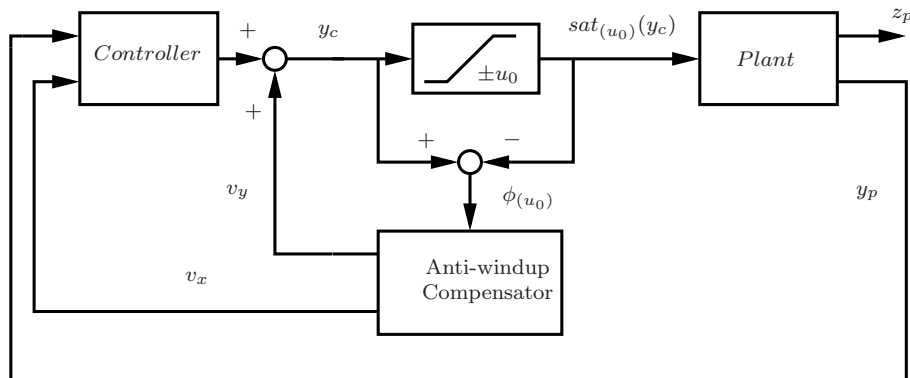 z_p
+
y_c
sat_{(u_0)}(y_c)
Controller
Plant
±u_0
+
+
−
v_y
ϕ_{(u_0)}
y_p
v_x
Anti-windup
Compensator